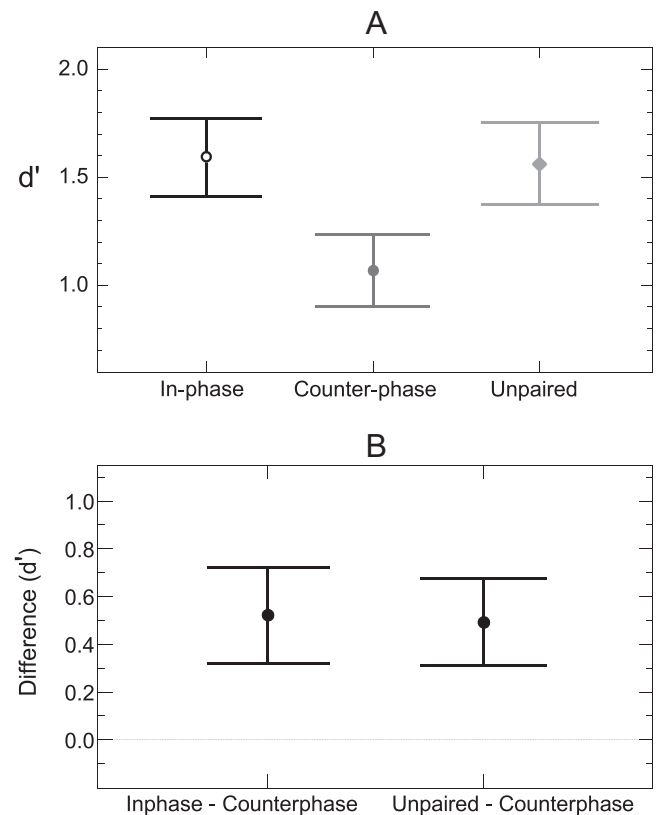 A
2.0
d'
1.5
1.0
In-phase Counter-phase Unpaired
B
1.0
0.8
Difference (d')
0.6
0.4
0.2
0.0
Inphase - Counterphase Unpaired - Counterphase